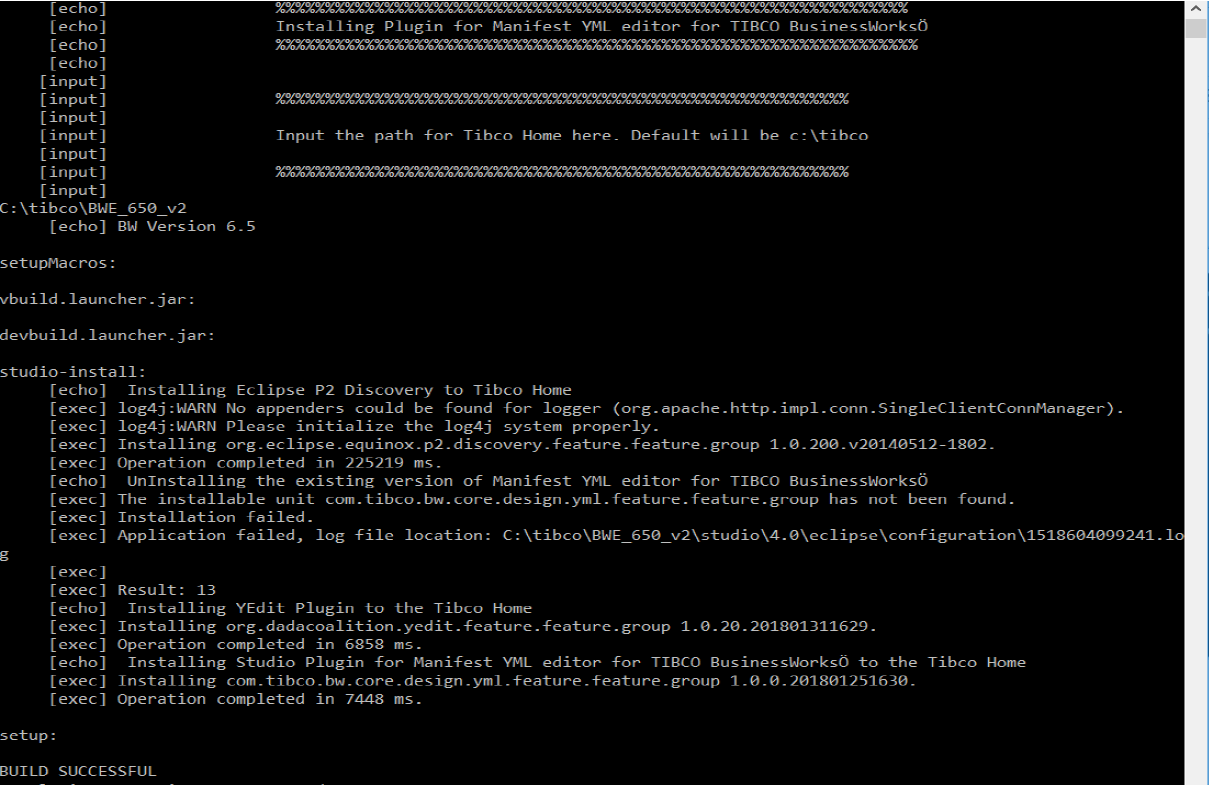 [echo] %%%%%%%%%%%%%%%%%%%%%%%%%%%%%%%%%%%%%%%%%%%%%%%%%%%%%%%%%%%%%%%%
[echo] Installing Plugin for Manifest YML editor for TIBCO BusinessWorksÖ
[echo] %%%%%%%%%%%%%%%%%%%%%%%%%%%%%%%%%%%%%%%%%%%%%%%%%%%%%%%%%%%%%%%%%
[echo]
[input]
[input] %%%%%%%%%%%%%%%%%%%%%%%%%%%%%%%%%%%%%%%%%%%%%%%%%%%%%%%%%%
[input]
[input] Input the path for Tibco Home here. Default will be c:\tibco
[input]
[input] %%%%%%%%%%%%%%%%%%%%%%%%%%%%%%%%%%%%%%%%%%%%%%%%%%%%%%%%%%
[input]
C:\tibco\BWE_650_v2
[echo] BW Version 6.5
setupMacros:
vbuild.launcher.jar:
devbuild.launcher.jar:
studio-install:
[echo]  Installing Eclipse P2 Discovery to Tibco Home
[exec] log4j:WARN No appenders could be found for logger (org.apache.http.impl.conn.SingleClientConnManager).
[exec] log4j:WARN Please initialize the log4j system properly.
[exec] Installing org.eclipse.equinox.p2.discovery.feature.feature.group 1.0.200.v20140512-1802.
[exec] Operation completed in 225219 ms.
[echo]  UnInstalling the existing version of Manifest YML editor for TIBCO BusinessWorksÖ
[exec] The installable unit com.tibco.bw.core.design.yml.feature.feature.group has not been found.
[exec] Installation failed.
[exec] Application failed, log file location: C:\tibco\BWE_650_v2\studio\4.0\eclipse\configuration\1518604099241.lo
g
[exec]
[exec] Result: 13
[echo]  Installing YEdit Plugin to the Tibco Home
[exec] Installing org.dadacoalition.yedit.feature.feature.group 1.0.20.201801311629.
[exec] Operation completed in 6858 ms.
[echo]  Installing Studio Plugin for Manifest YML editor for TIBCO BusinessWorksÖ to the Tibco Home
[exec] Installing com.tibco.bw.core.design.yml.feature.feature.group 1.0.0.201801251630.
[exec] Operation completed in 7448 ms.
setup:
BUILD SUCCESSFUL